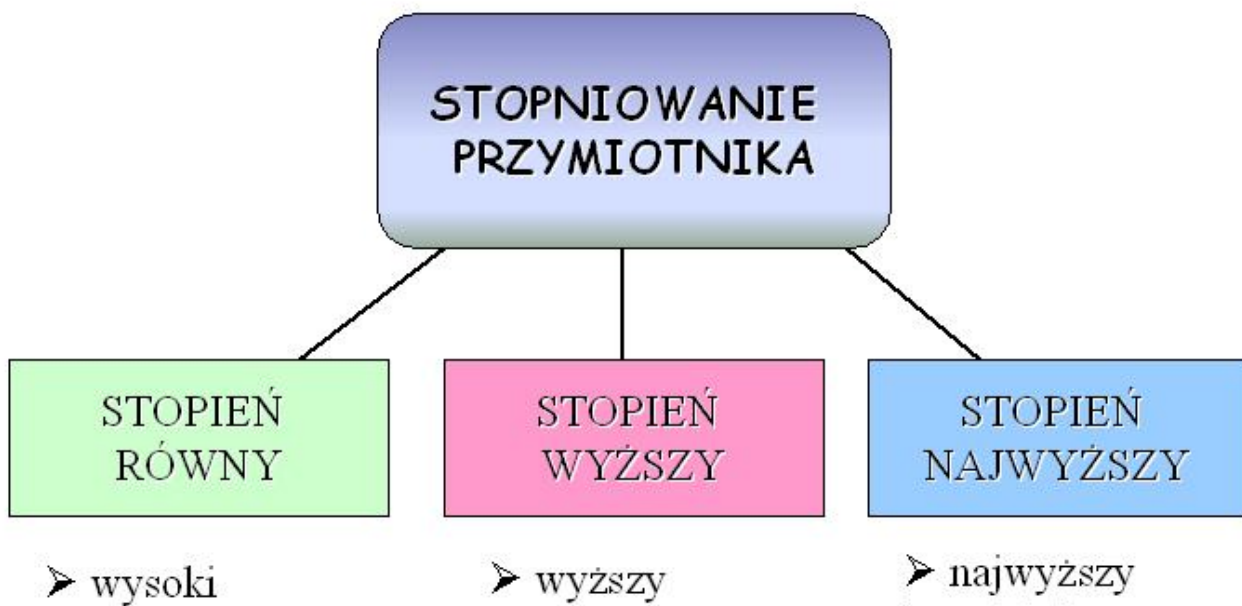 STOPNIOWANIE
PRZYMIOTNIKA
STOPIEŃ
RÓWNY
STOPIEŃ
WYŻSZY
STOPIEŃ
NAJWYŻSZY
➤ wysoki
➤ wyższy
➤ najwyższy